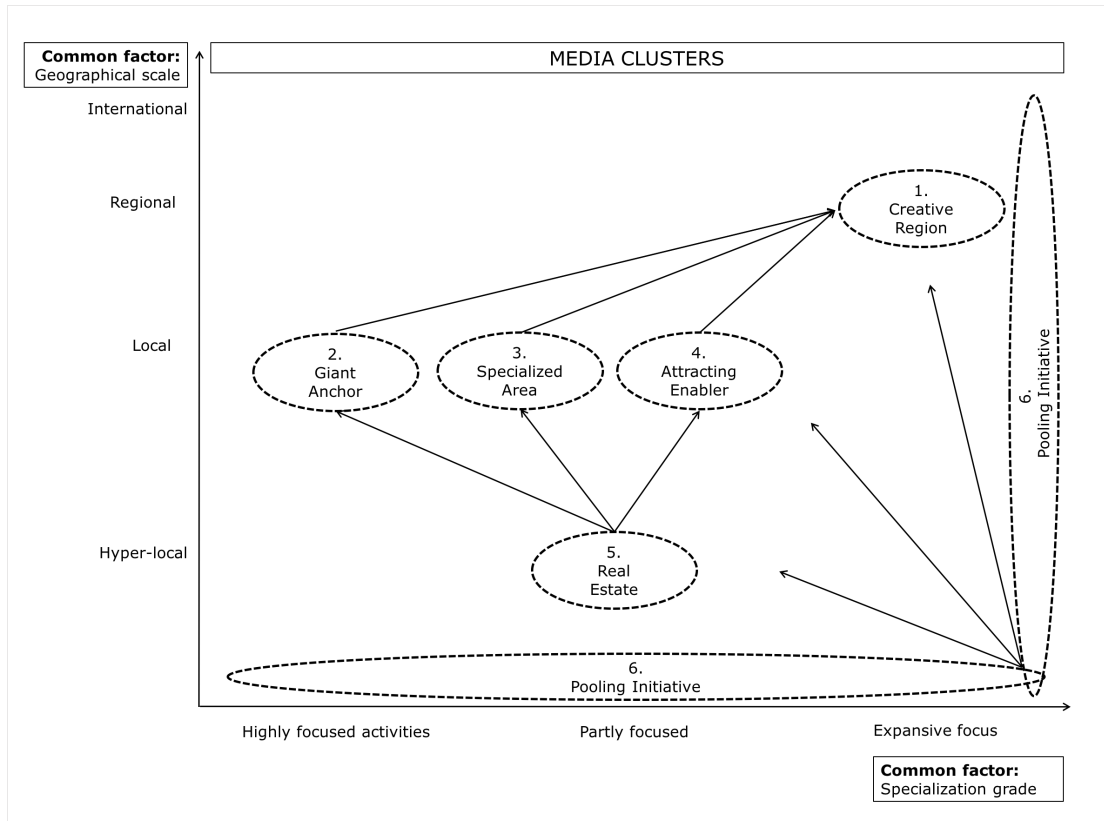 Common factor:
Geographical scale
MEDIA CLUSTERS
International
Regional
1.
Creative
Region
Local
2.
Giant
Anchor
3.
Specialized
Area
4.
Attracting
Enabler
6.
Pooling Initiative
Hyper-local
5.
Real
Estate
6.
Pooling Initiative
Highly focused activities
Partly focused
Expansive focus
Common factor:
Specialization grade